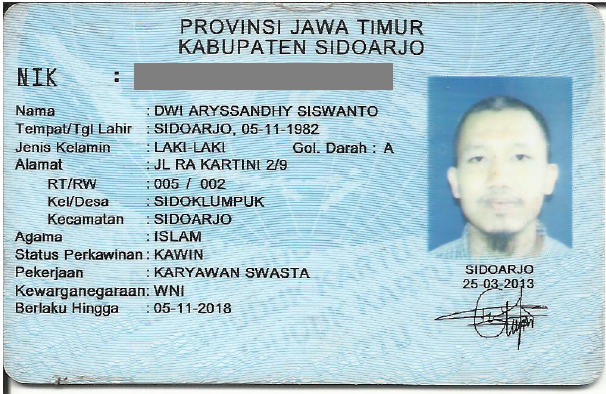 PROVINSI JAWA TIMUR
KABUPATEN SIDOARJO
NIK :
Nama : DWI ARYSSANDHY SISWANTO
Tempat/Tgl Lahir : SIDOARJO, 05-11-1982
Jenis Kelamin : LAKI-LAKI Gol. Darah : A
Alamat : JL RA KARTINI 2/9
RT/RW : 005 / 002
Kel/Desa : SIDOKLUMPUK
Kecamatan : SIDOARJO
Agama : ISLAM
Status Perkawinan : KAWIN
Pekerjaan : KARYAWAN SWASTA
Kewarganegaraan: WNI
Berlaku Hingga : 05-11-2018
SIDOARJO
25-03-2013